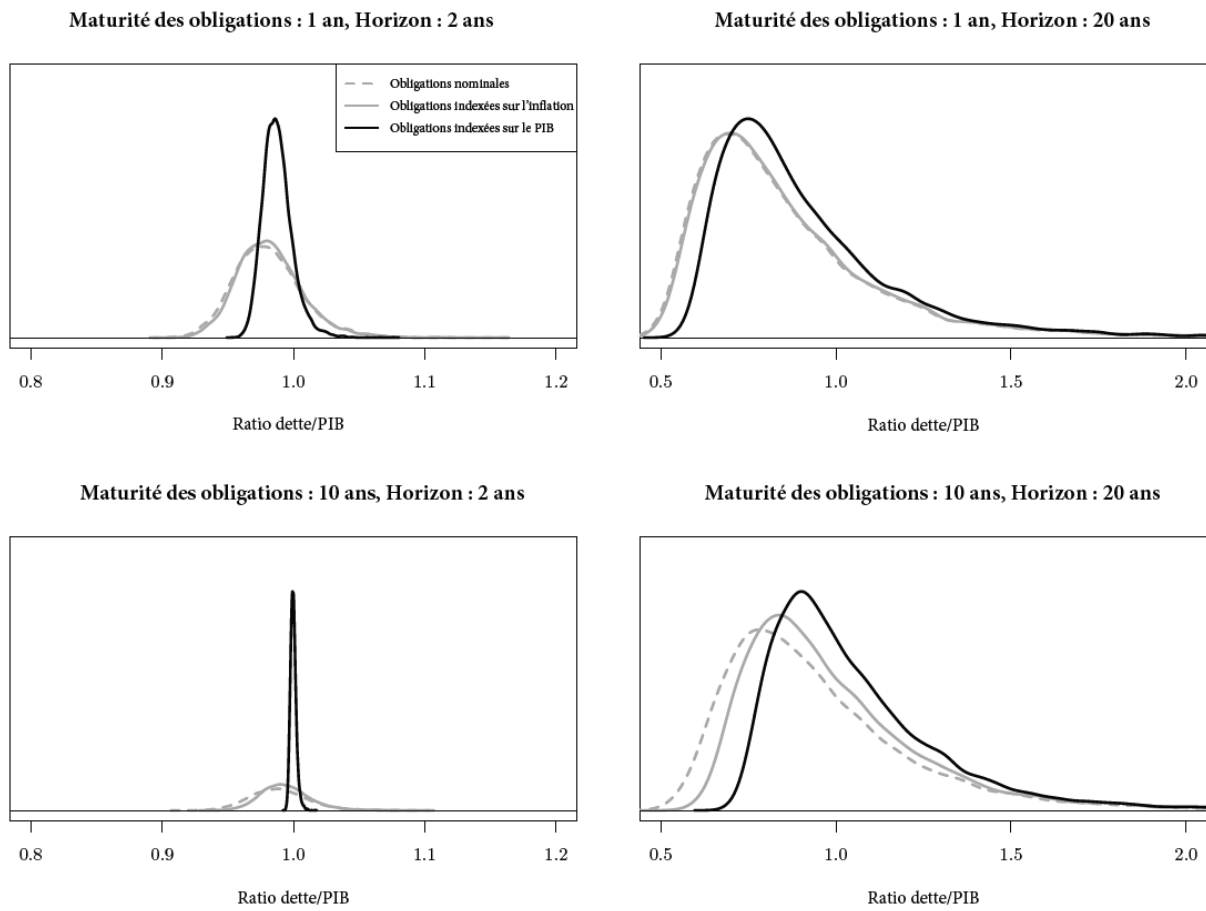 Maturité des obligations : 1 an, Horizon : 2 ans
Obligations nominales
Obligations indexées sur l'inflation
Obligations indexées sur le PIB
0.8 0.9 1.0 1.1 1.2
Ratio dette/PIB
Maturité des obligations : 1 an, Horizon : 20 ans
0.5 1.0 1.5 2.0
Ratio dette/PIB
Maturité des obligations : 10 ans, Horizon : 2 ans
0.8 0.9 1.0 1.1 1.2
Ratio dette/PIB
Maturité des obligations : 10 ans, Horizon : 20 ans
0.5 1.0 1.5 2.0
Ratio dette/PIB